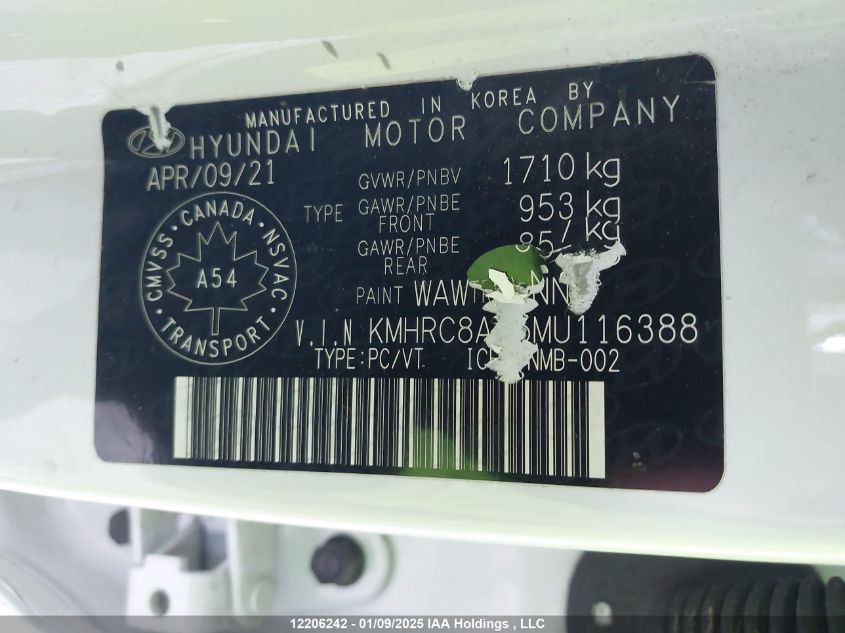 MANUFACTURED IN KOREA BY
HYUNDAI MOTOR COMPANY
APR/09/21
GVWR/PNBV 1710 kg
TYPE GAWR/PNBE FRONT 953 kg
GAWR/PNBE REAR kg
CMVSS · CANADA · NSVAC
TRANSPORT
A54
PAINT
V.I.N
TYPE:PC/VT NMB-002
12206242 - 01/09/2025 IAA Holdings , LLC